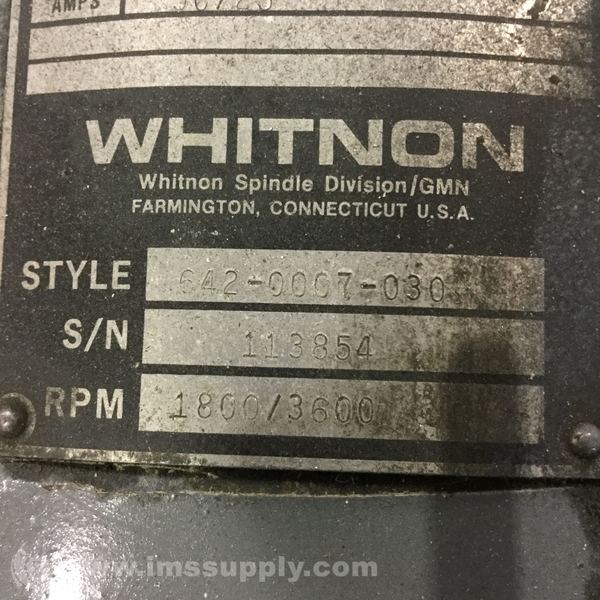 AMPS
WHITNON
Whitnon Spindle Division/GMN
FARMINGTON, CONNECTICUT U.S.A.
STYLE 642-0007-030
S/N 113854
RPM 1800/3600
www.imssupply.com